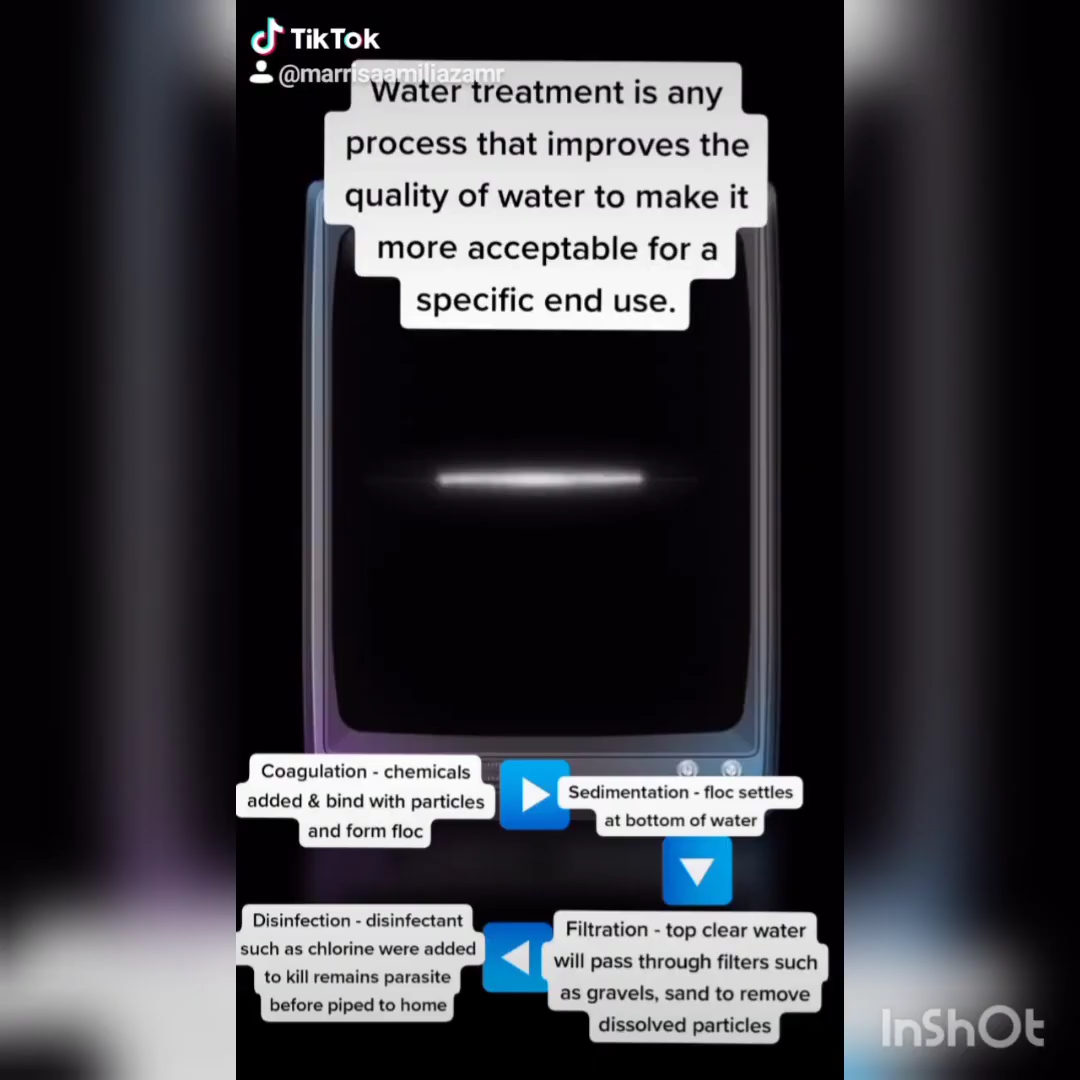 TikTok
@marrisaamiliazamr
Water treatment is any
process that improves the
quality of water to make it
more acceptable for a
specific end use.
Coagulation - chemicals
added & bind with particles
and form floc
Sedimentation - floc settles
at bottom of water
Disinfection - disinfectant
such as chlorine were added
to kill remains parasite
before piped to home
Filtration - top clear water
will pass through filters such
as gravels, sand to remove
dissolved particles
InShOt